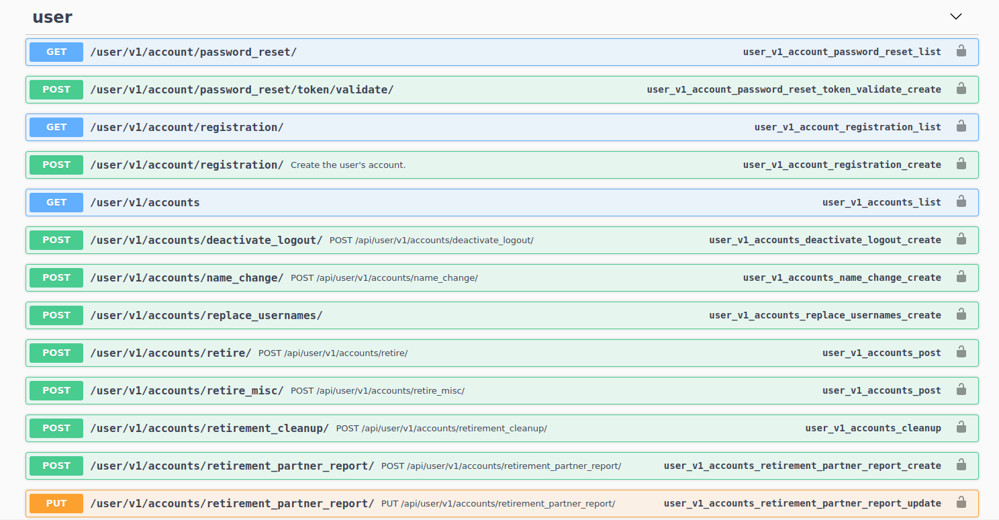 user
GET /user/v1/account/password_reset/ user_v1_account_password_reset_list
POST /user/v1/account/password_reset/token/validate/ user_v1_account_password_reset_token_validate_create
GET /user/v1/account/registration/ user_v1_account_registration_list
POST /user/v1/account/registration/ Create the user's account. user_v1_account_registration_create
GET /user/v1/accounts user_v1_accounts_list
POST /user/v1/accounts/deactivate_logout/ POST /api/user/v1/accounts/deactivate_logout/ user_v1_accounts_deactivate_logout_create
POST /user/v1/accounts/name_change/ POST /api/user/v1/accounts/name_change/ user_v1_accounts_name_change_create
POST /user/v1/accounts/replace_usernames/ user_v1_accounts_replace_usernames_create
POST /user/v1/accounts/retire/ POST /api/user/v1/accounts/retire/ user_v1_accounts_post
POST /user/v1/accounts/retire_misc/ POST /api/user/v1/accounts/retire_misc/ user_v1_accounts_post
POST /user/v1/accounts/retirement_cleanup/ POST /api/user/v1/accounts/retirement_cleanup/ user_v1_accounts_cleanup
POST /user/v1/accounts/retirement_partner_report/ POST /api/user/v1/accounts/retirement_partner_report/ user_v1_accounts_retirement_partner_report_create
PUT /user/v1/accounts/retirement_partner_report/ PUT /api/user/v1/accounts/retirement_partner_report/ user_v1_accounts_retirement_partner_report_update